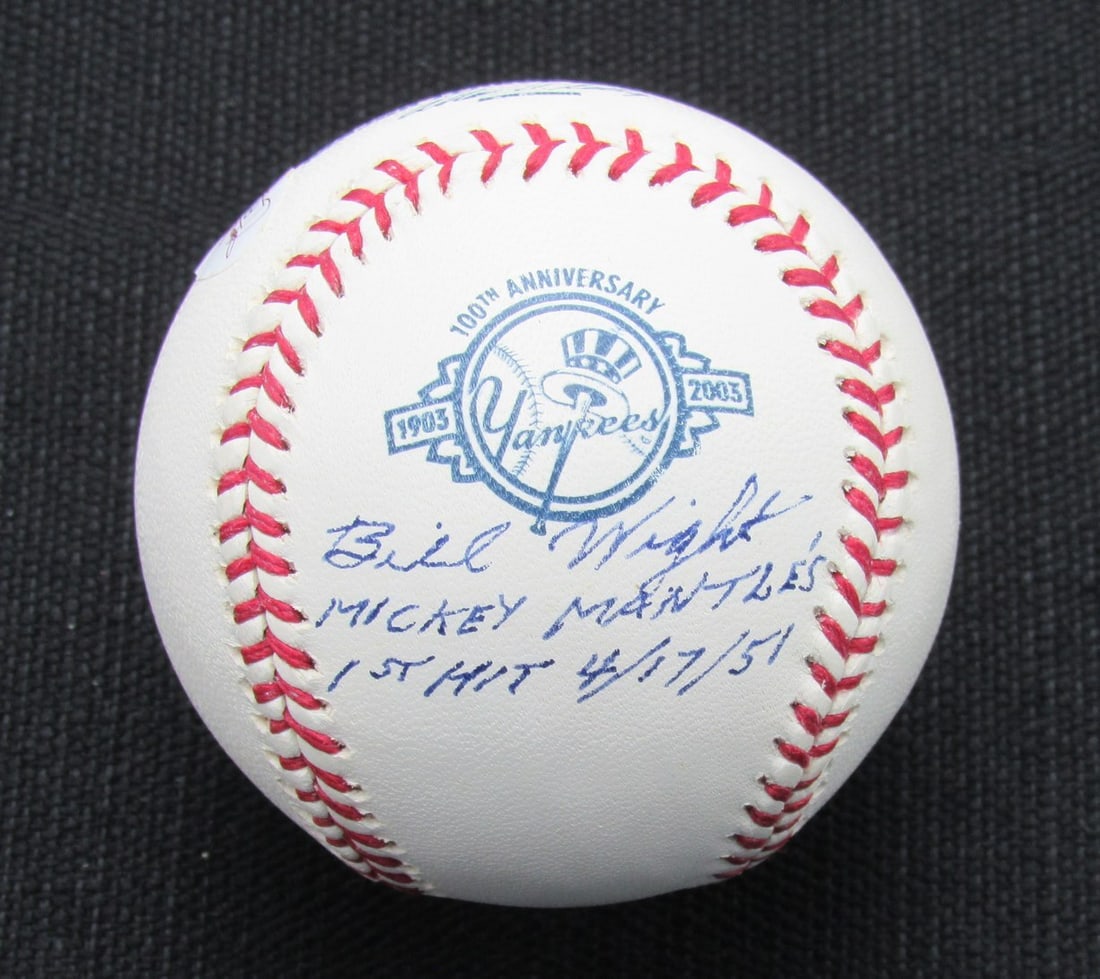 100TH ANNIVERSARY
1903 Yankees 2003
Bill Wight
MICKEY MANTLE'S
1ST HIT 4/17/51